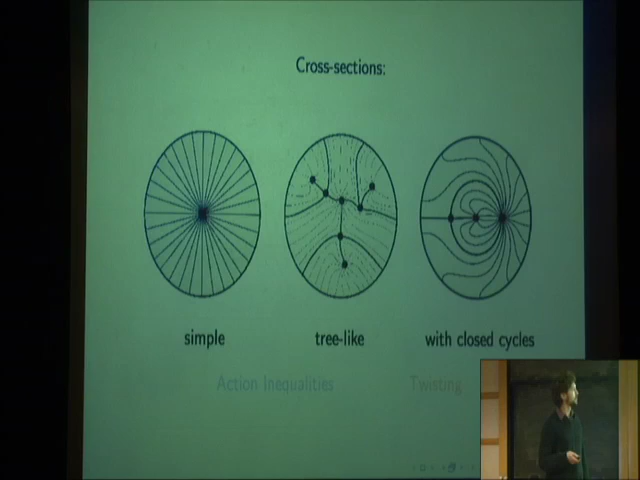 Cross-sections:
simple tree-like with closed cycles
Action Inequalities Twisting